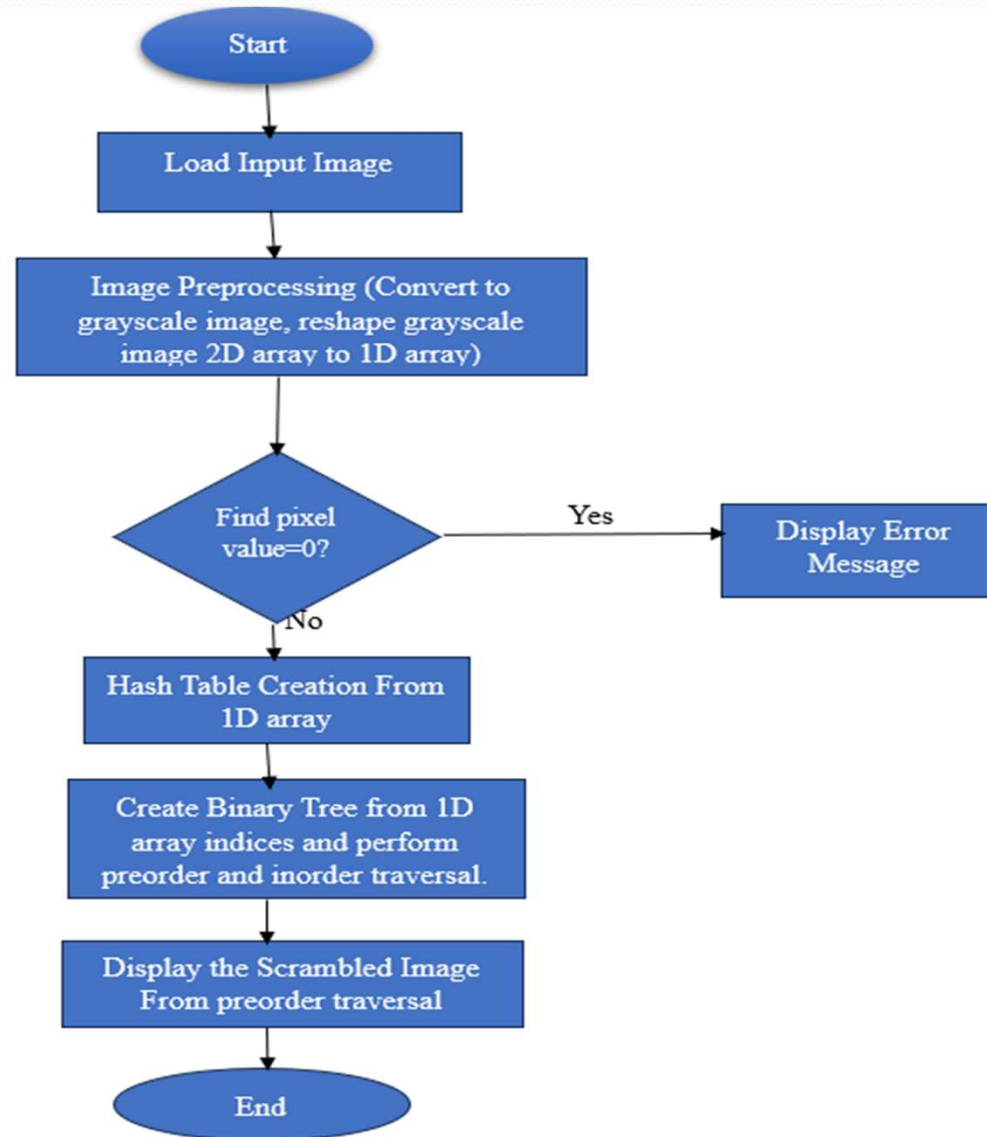 Start
Load Input Image
Image Preprocessing (Convert to
grayscale image, reshape grayscale
image 2D array to 1D array)
Find pixel
value=0?
Yes
Display Error
Message
No
Hash Table Creation From
1D array
Create Binary Tree from 1D
array indices and perform
preorder and inorder traversal.
Display the Scrambled Image
From preorder traversal
End